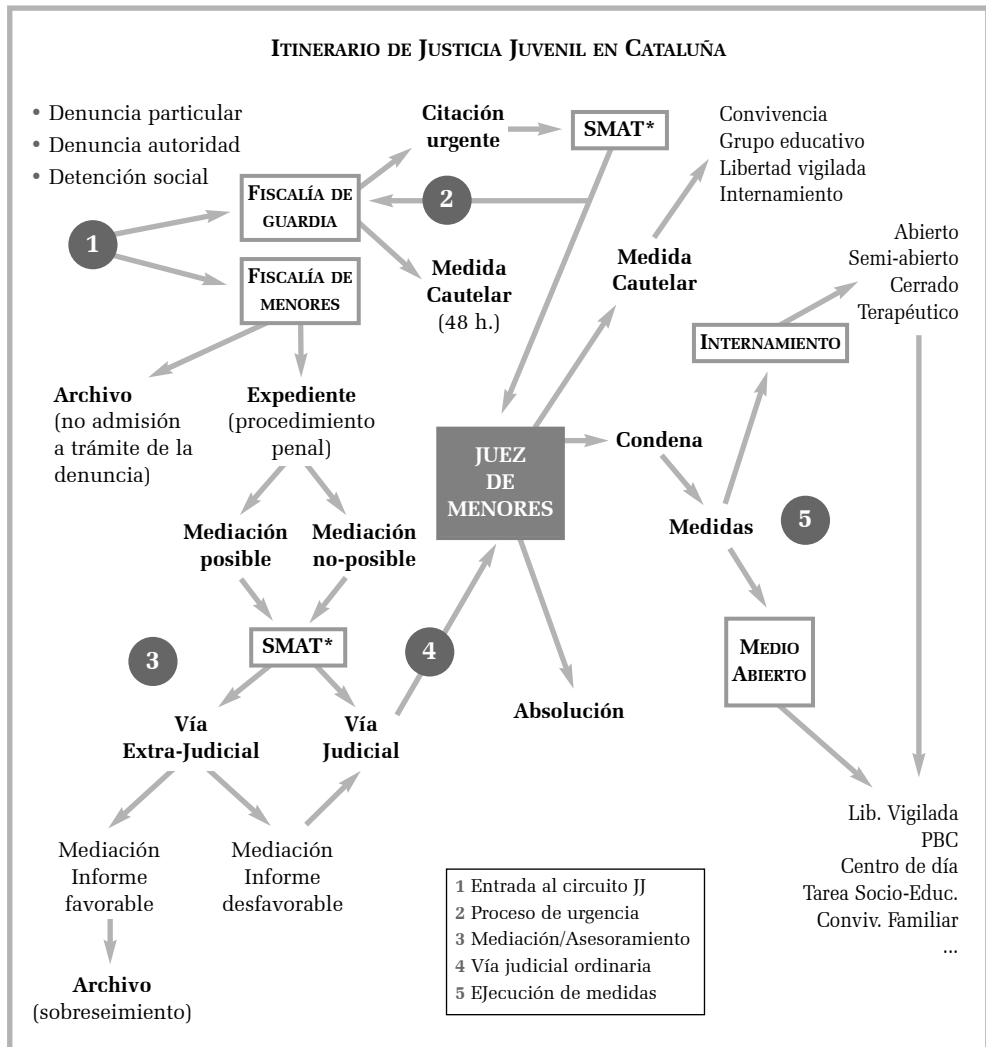 ITINERARIO DE JUSTICIA JUVENIL EN CATALUÑA
• Denuncia particular
• Denuncia autoridad
• Detención social
1
FISCALÍA DE
GUARDIA
FISCALÍA DE
MENORES
Citación
urgente
SMAT*
2
Medida
Cautelar
(48 h.)
Convivencia
Grupo educativo
Libertad vigilada
Internamiento
Medida
Cautelar
Abierto
Semi-abierto
Cerrado
Terapéutico
INTERNAMIENTO
Archivo
(no admisión
a trámite de la
denuncia)
Expediente
(procedimiento
penal)
JUEZ
DE
MENORES
Condena
Medidas
5
Mediación
posible
Mediación
no-posible
SMAT*
3
4
MEDIO
ABIERTO
Absolución
Vía
Extra-Judicial
Vía
Judicial
Mediación
Informe
favorable
Mediación
Informe
desfavorable
Archivo
(sobreseimiento)
Lib. Vigilada
PBC
Centro de día
Tarea Socio-Educ.
Conviv. Familiar
...
1 Entrada al circuito JJ
2 Proceso de urgencia
3 Mediación/Asesoramiento
4 Vía judicial ordinaria
5 EJecución de medidas